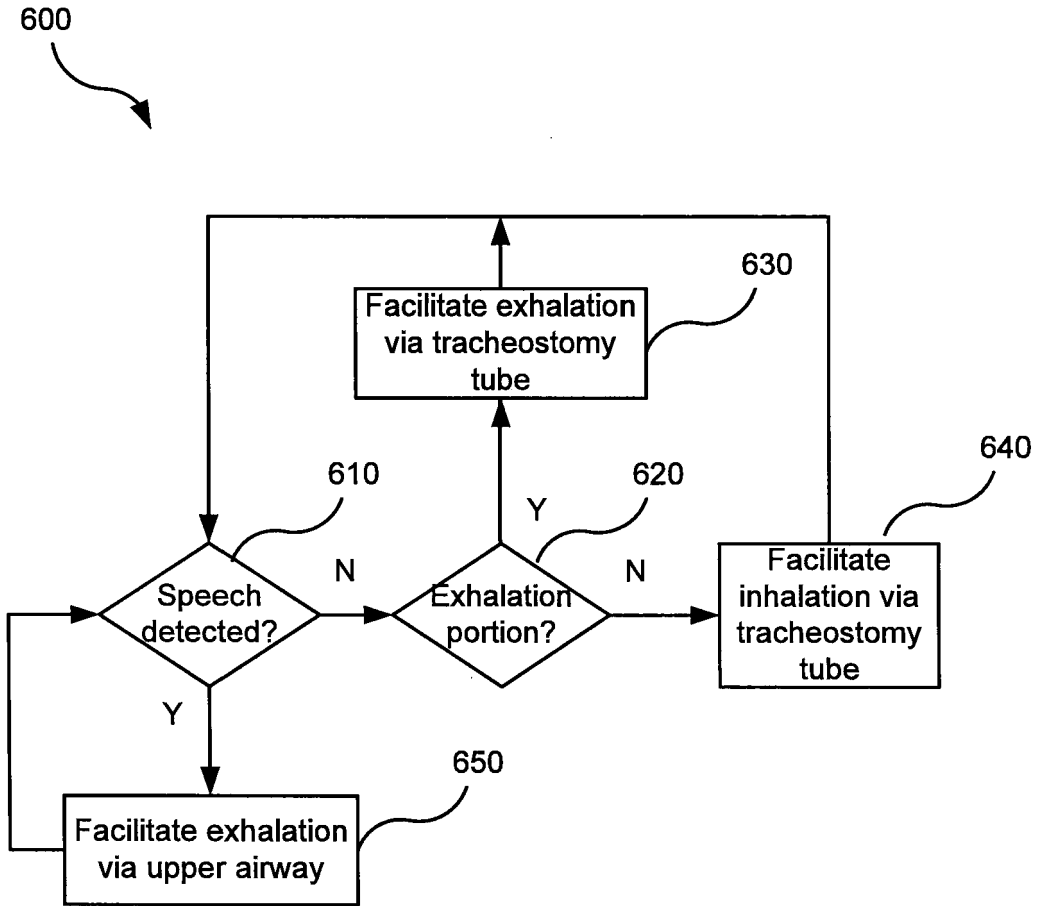 600
630
Facilitate exhalation
via tracheostomy
tube
610
620
640
Y
Speech
detected?
N
Exhalation
portion?
N
Facilitate
inhalation via
tracheostomy
tube
Y
650
Facilitate exhalation
via upper airway